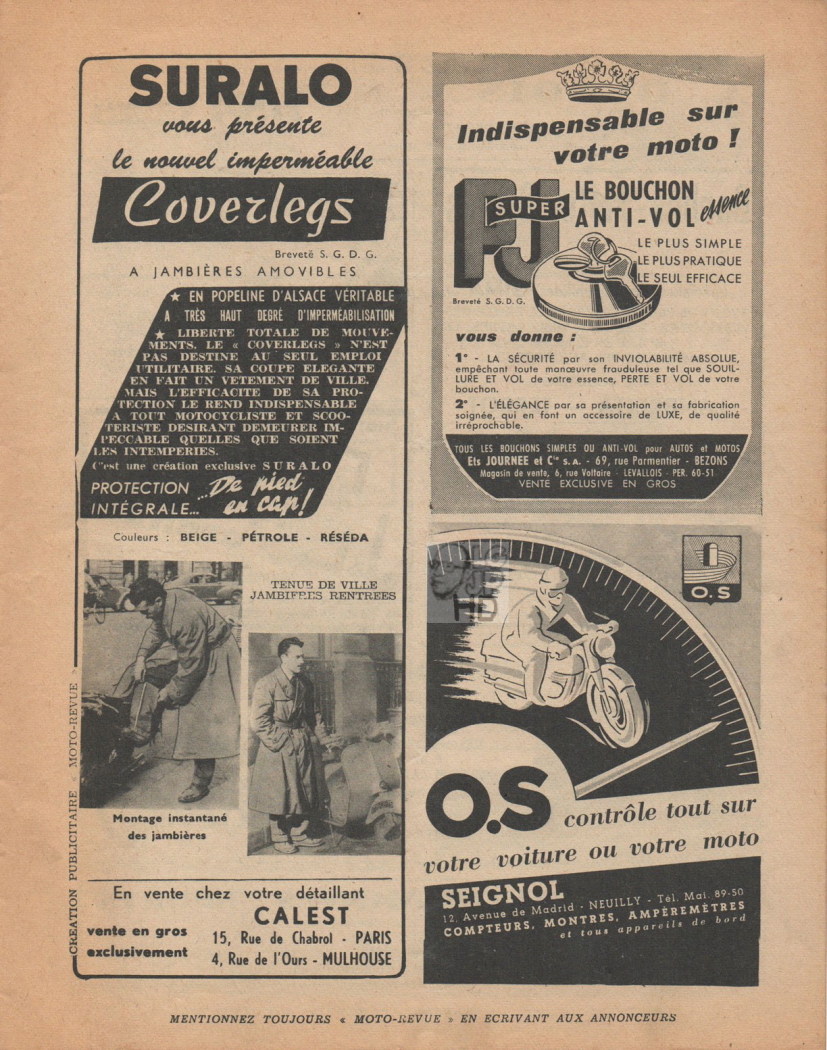 SURALO
vous présente
le nouvel imperméable
Coverlegs
Breveté S. G. D. G.
A JAMBIÈRES AMOVIBLES
★ EN POPELINE D'ALSACE VÉRITABLE
A TRÈS HAUT DEGRÉ D'IMPERMÉABILISATION
★ LIBERTE TOTALE DE MOUVE-
MENTS. LE « COVERLEGS » N'EST
PAS DESTINE AU SEUL EMPLOI
UTILITAIRE. SA COUPE ELEGANTE
EN FAIT UN VETEMENT DE VILLE.
MAIS L'EFFICACITE DE SA PRO-
TECTION LE REND INDISPENSABLE
A TOUT MOTOCYCLISTE ET SCOO-
TERISTE DESIRANT DEMEURER IM-
PECCABLE QUELLES QUE SOIENT
LES INTEMPERIES.
C'est une création exclusive SURALO
PROTECTION
INTÉGRALE...
...De pied
en cap!
Couleurs : BEIGE - PÉTROLE - RÉSÉDA
TENUE DE VILLE
JAMBIERES RENTREES
Montage instantané
des jambières
CREATION PUBLICITAIRE « MOTO-REVUE »
En vente chez votre détaillant
vente en gros
exclusivement
CALEST
15, Rue de Chabrol - PARIS
4, Rue de l'Ours - MULHOUSE
Indispensable sur
votre moto !
SUPER
PJ
LE BOUCHON
ANTI-VOL essence
LE PLUS SIMPLE
LE PLUS PRATIQUE
LE SEUL EFFICACE
Breveté S. G. D. G.
vous donne :
1° - LA SÉCURITÉ par son INVIOLABILITÉ ABSOLUE,
empêchant toute manœuvre frauduleuse tel que SOUIL-
LURE ET VOL de votre essence, PERTE ET VOL de votre
bouchon.
2° - L'ÉLÉGANCE par sa présentation et sa fabrication
soignée, qui en font un accessoire de LUXE, de qualité
irréprochable.
TOUS LES BOUCHONS SIMPLES OU ANTI-VOL pour AUTOS et MOTOS
Ets JOURNEE et Cie S.A. - 69, rue Parmentier - BEZONS
Magasin de vente, 6, rue Voltaire - LEVALLOIS - PER. 60-51
VENTE EXCLUSIVE EN GROS
O.S
O.S contrôle tout sur
votre voiture ou votre moto
SEIGNOL
12, Avenue de Madrid - NEUILLY - Tél. Mai. 89-50
COMPTEURS, MONTRES, AMPÈREMÈTRES
et tous appareils de bord
MENTIONNEZ TOUJOURS « MOTO-REVUE » EN ECRIVANT AUX ANNONCEURS